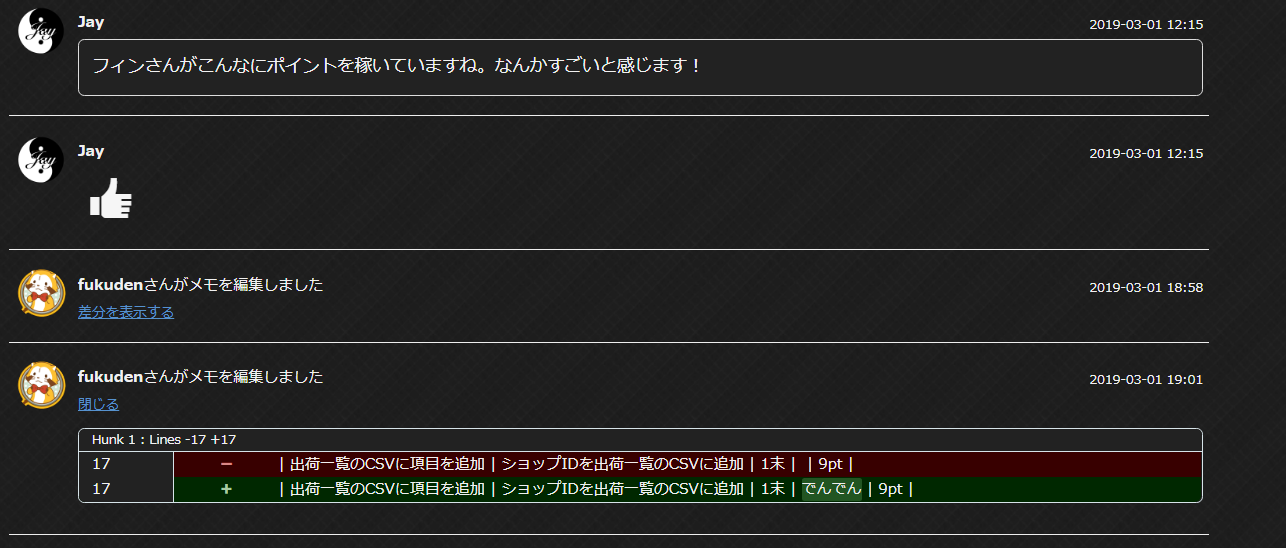 Jay
2019-03-01 12:15
フィンさんがこんなにポイントを稼いていますね。なんかすごいと感じます！
Jay
2019-03-01 12:15
fukudenさんがメモを編集しました
2019-03-01 18:58
差分を表示する
fukudenさんがメモを編集しました
2019-03-01 19:01
閉じる
Hunk 1 : Lines -17 +17
17 − | 出荷一覧のCSVに項目を追加 | ショップIDを出荷一覧のCSVに追加 | 1末 | | 9pt |
17 + | 出荷一覧のCSVに項目を追加 | ショップIDを出荷一覧のCSVに追加 | 1末 | でんでん | 9pt |